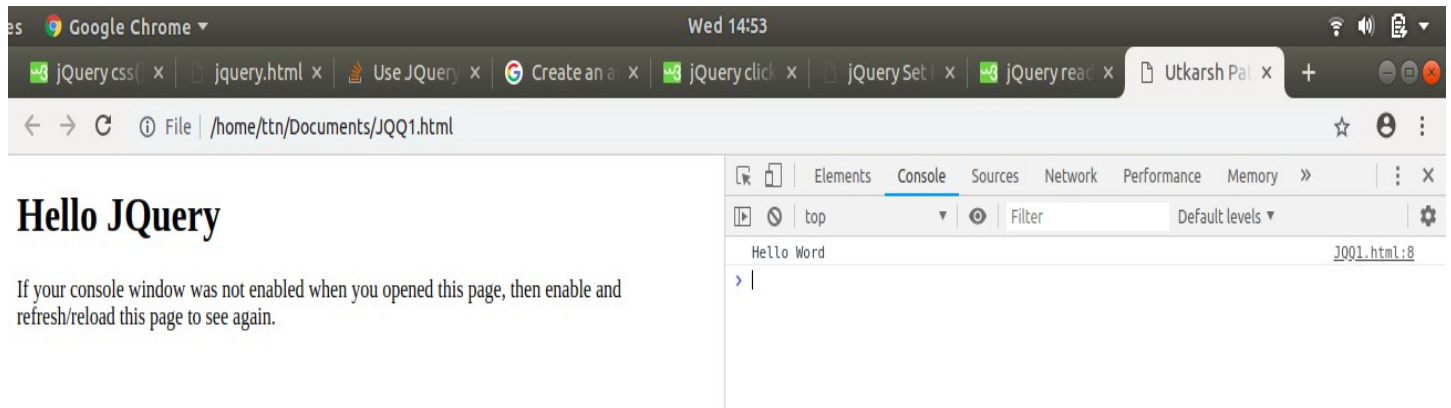 es Google Chrome Wed 14:53
jQuery css( jquery.html Use JQuery Create an a jQuery click jQuery Set jQuery read Utkarsh Pat
File /home/ttn/Documents/JQQ1.html
Elements Console Sources Network Performance Memory »
top Filter Default levels
Hello JQuery
Hello Word JQQ1.html:8
>
If your console window was not enabled when you opened this page, then enable and
refresh/reload this page to see again.